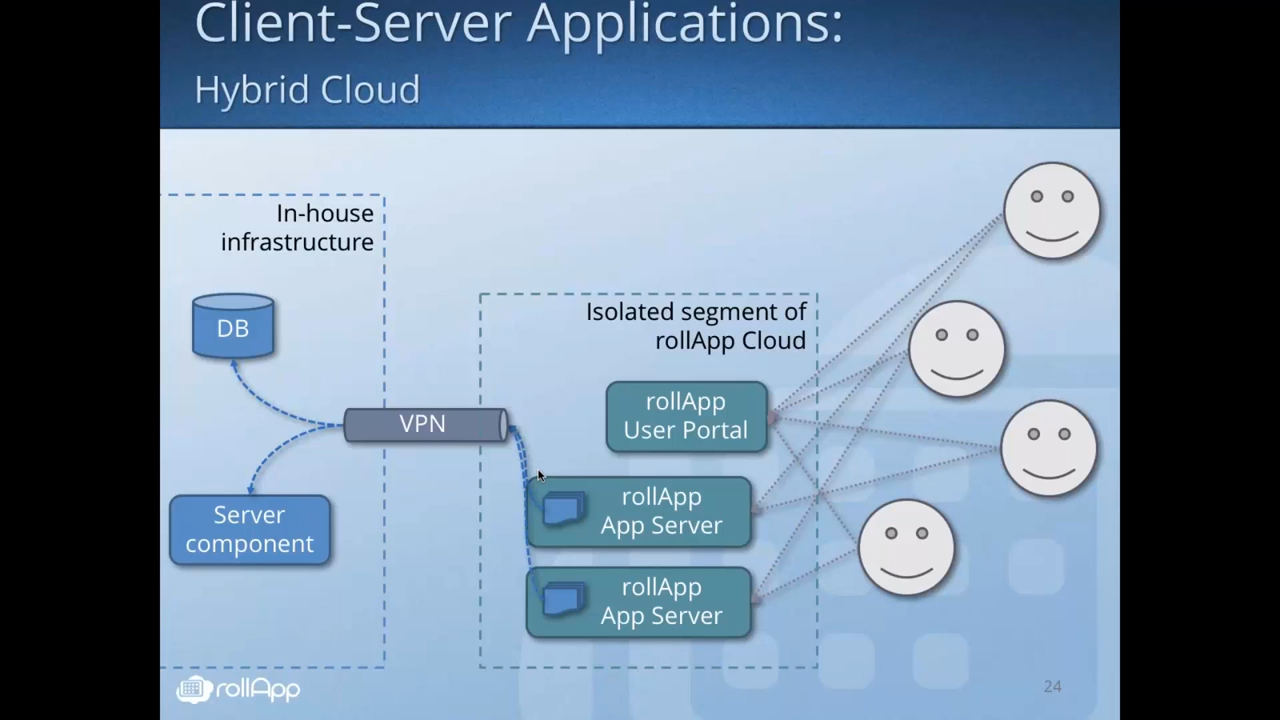 Client-Server Applications:
Hybrid Cloud
In-house
infrastructure
DB
VPN
Server
component
Isolated segment of
rollApp Cloud
rollApp
User Portal
rollApp
App Server
rollApp
App Server
rollApp
24